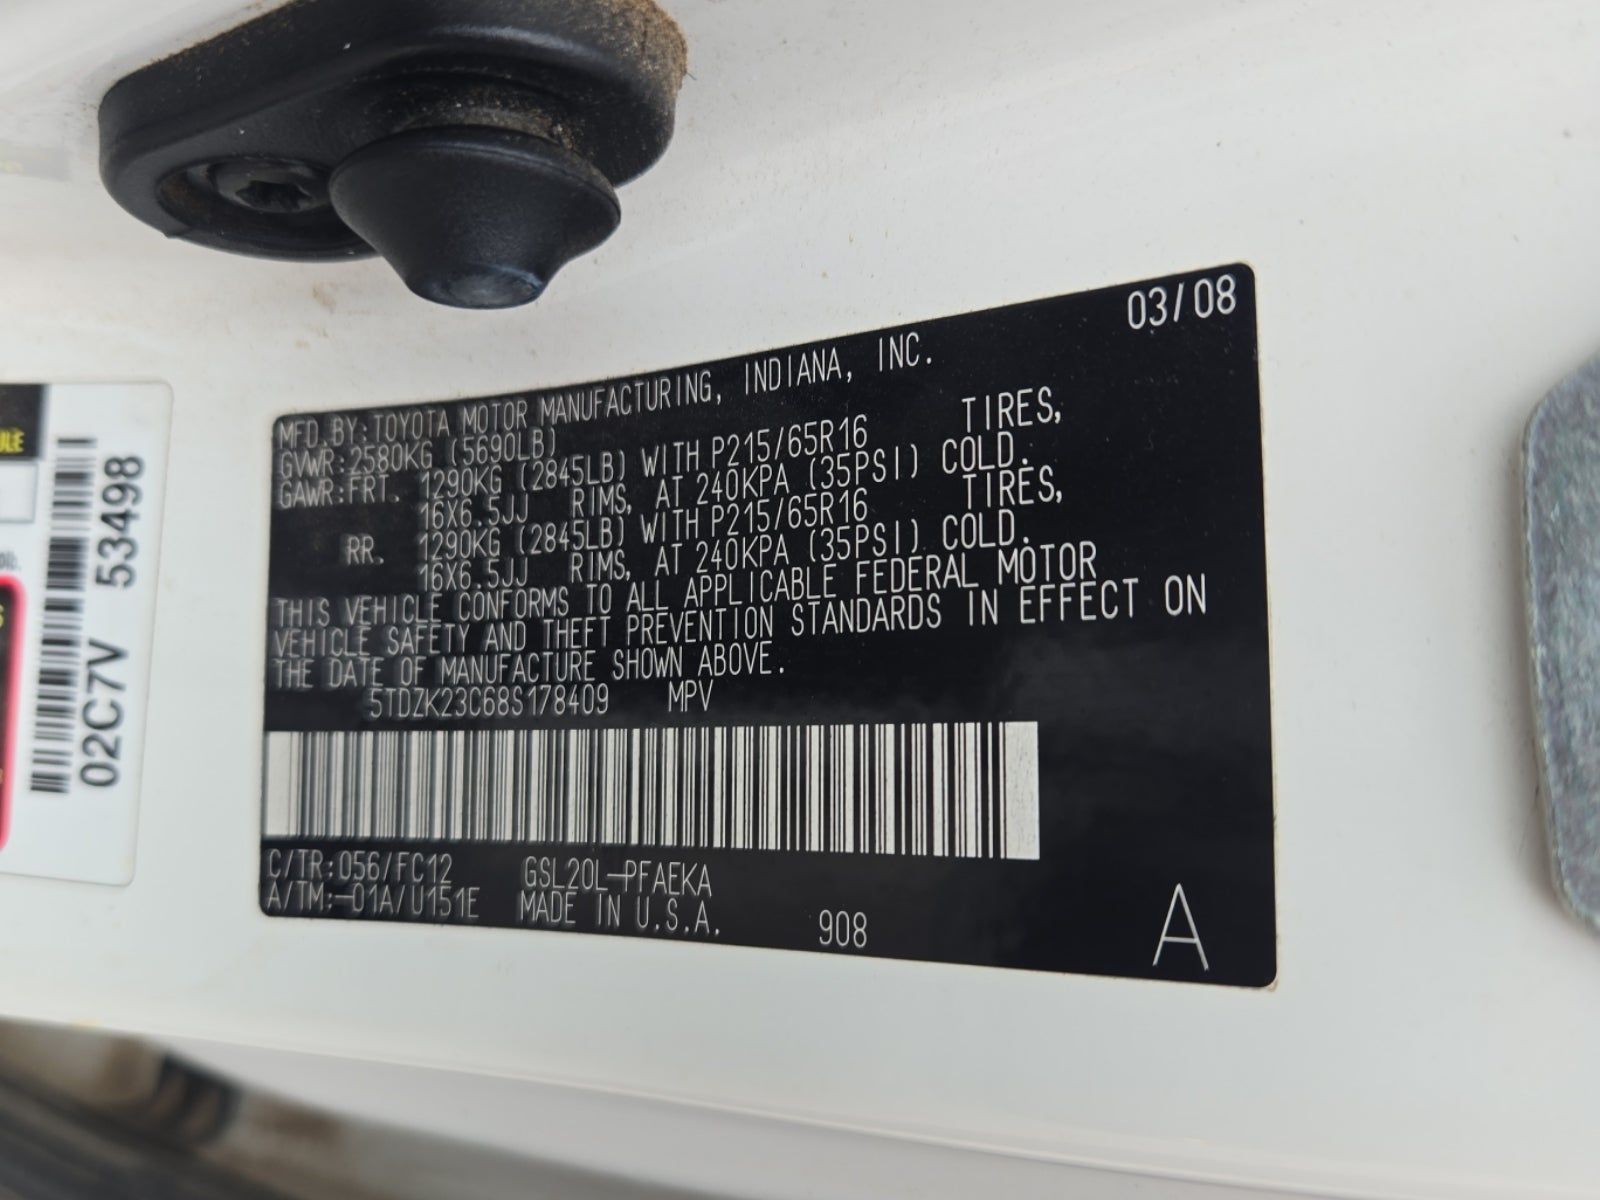 03/08
MFD.BY:TOYOTA MOTOR MANUFACTURING, INDIANA, INC.
GVWR:2580KG (5690LB)
GAWR:FRT. 1290KG (2845LB) WITH P215/65R16 TIRES,
16X6.5JJ RIMS, AT 240KPA (35PSI) COLD.
RR. 1290KG (2845LB) WITH P215/65R16 TIRES,
16X6.5JJ RIMS, AT 240KPA (35PSI) COLD.
THIS VEHICLE CONFORMS TO ALL APPLICABLE FEDERAL MOTOR
VEHICLE SAFETY AND THEFT PREVENTION STANDARDS IN EFFECT ON
THE DATE OF MANUFACTURE SHOWN ABOVE.
5TDZK23C68S178409 MPV
C/TR:056/FC12 GSL20L-PFAEKA
A/TM:-01A/U151E MADE IN U.S.A.
908
A
02C7V 53498